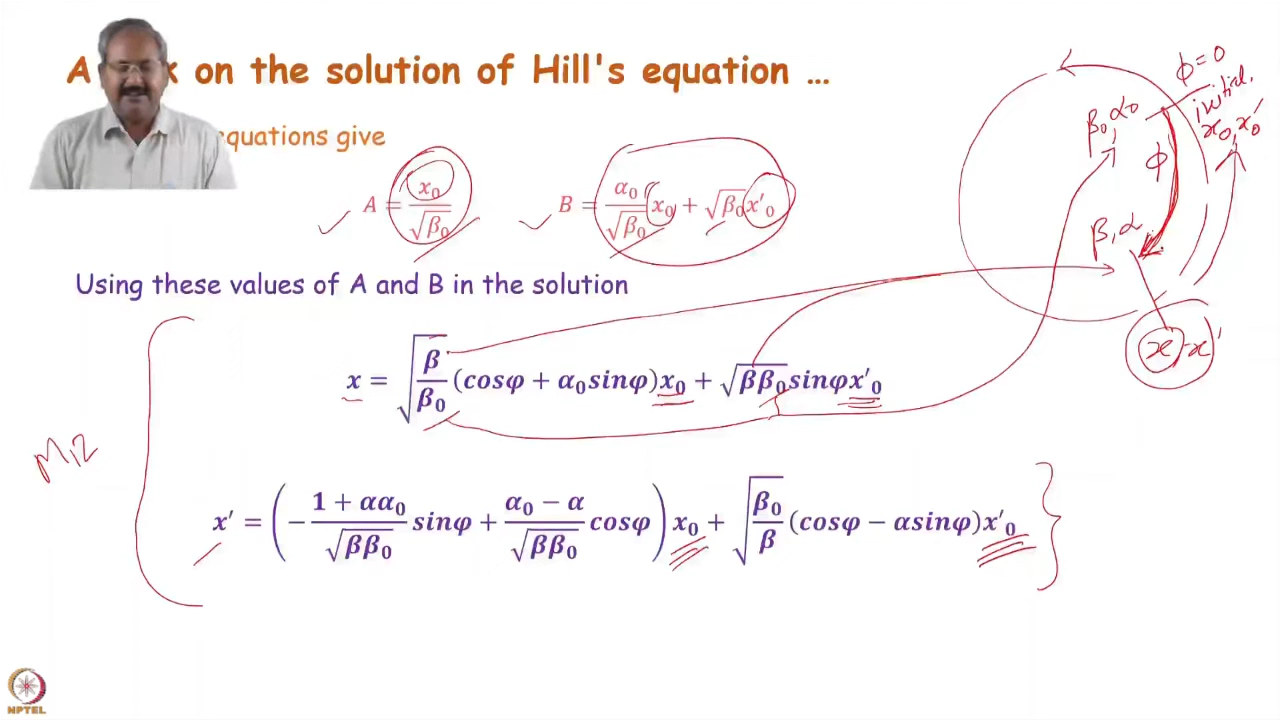 A on the solution of Hill's equation ...
equations give
A = x₀/√β₀ B = α₀/√β₀ x₀ + √β₀ x'₀
Using these values of A and B in the solution
x = √(β/β₀) (cosφ + α₀sinφ)x₀ + √(ββ₀) sinφx'₀
x' = (−(1 + αα₀)/√(ββ₀) sinφ + (α₀ − α)/√(ββ₀) cosφ) x₀ + √(β₀/β) (cosφ − αsinφ)x'₀
M12
ϕ=0
initial
x₀, x₀'
β₀, α₀
ϕ
β, α
x x'
NPTEL